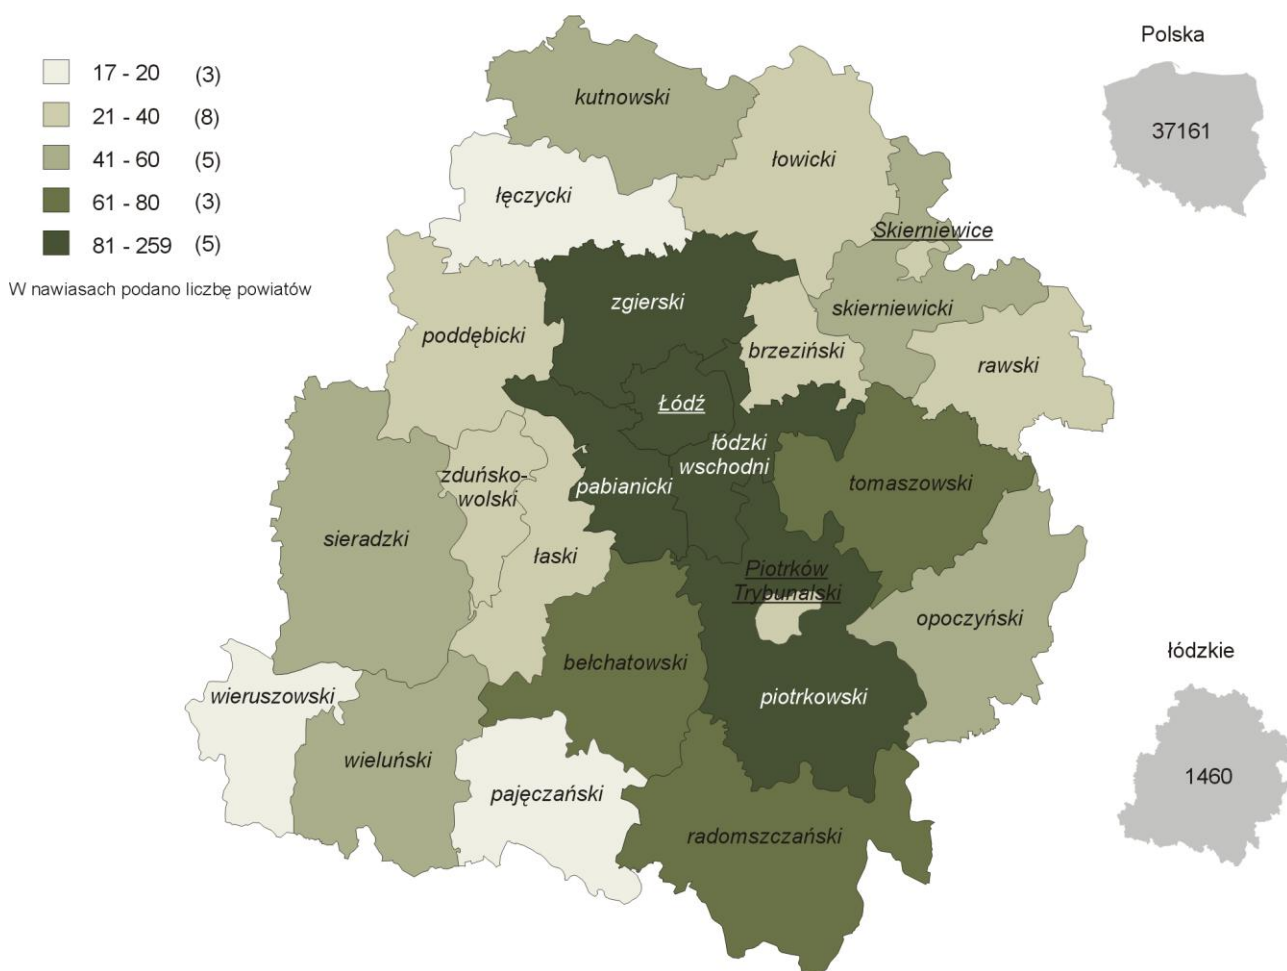 17 - 20 (3)
21 - 40 (8)
41 - 60 (5)
61 - 80 (3)
81 - 259 (5)
W nawiasach podano liczbę powiatów
Polska
37161
kutnowski
łowicki
łęczycki
Skierniewice
zgierski
skierniewicki
poddębicki
brzeziński
rawski
Łódź
łódzki
wschodni
zduńsko-
wolski
pabianicki
tomaszowski
sieradzki
łaski
Piotrków
Trybunalski
opoczyński
bełchatowski
łódzkie
1460
wieruszowski
piotrkowski
wieluński
pajęczański
radomszczański